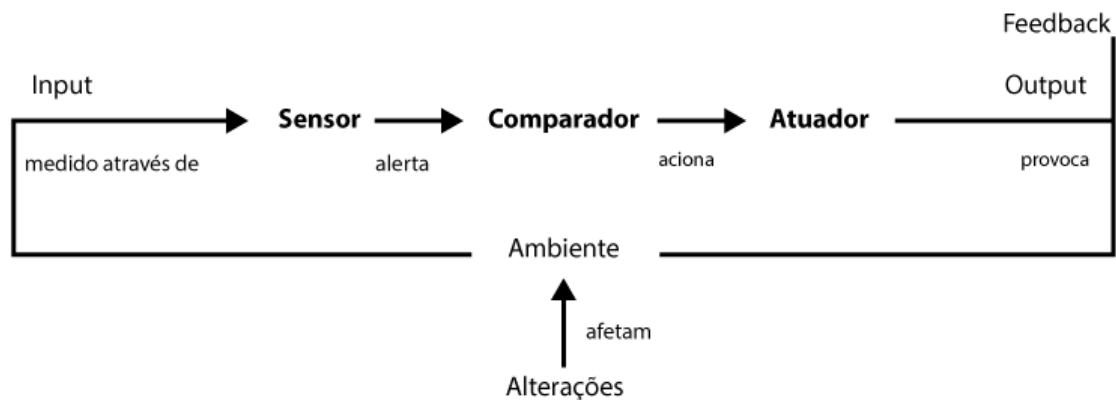 Feedback
Input
Output
Sensor
Comparador
Atuador
medido através de
alerta
aciona
provoca
Ambiente
afetam
Alterações